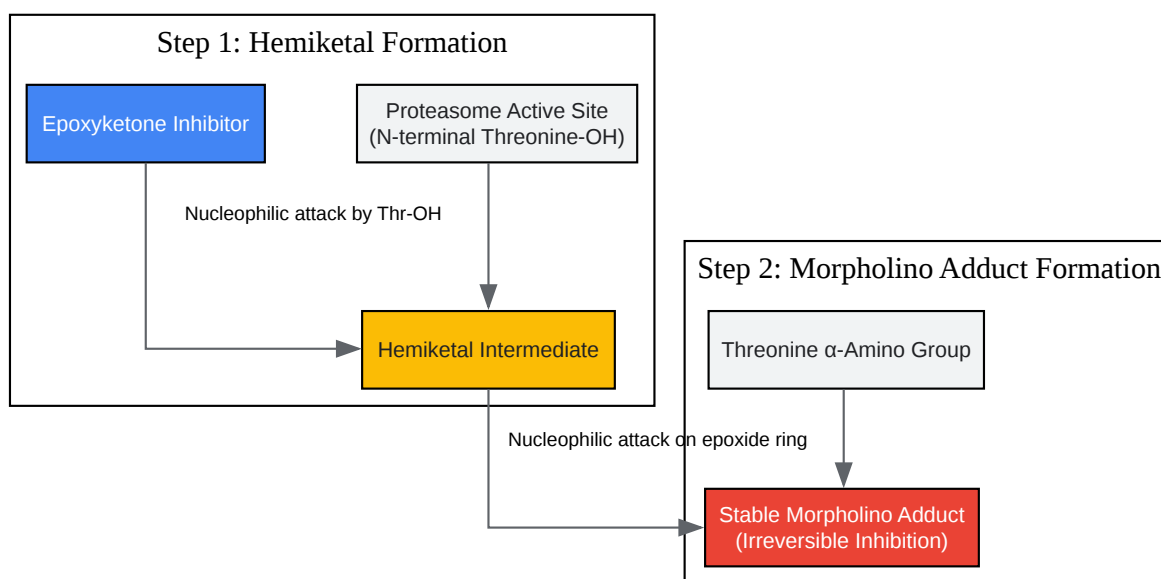 Step 1: Hemiketal Formation
Epoxyketone Inhibitor
Proteasome Active Site
(N-terminal Threonine-OH)
Nucleophilic attack by Thr-OH
Hemiketal Intermediate
Step 2: Morpholino Adduct Formation
Threonine α-Amino Group
Nucleophilic attack on epoxide ring
Stable Morpholino Adduct
(Irreversible Inhibition)